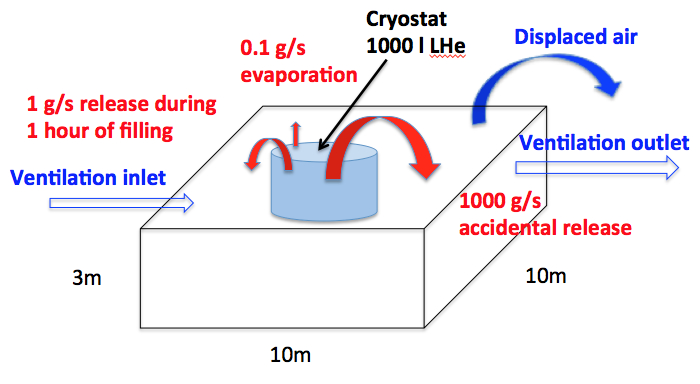 Cryostat
1000 l LHe
0.1 g/s
evaporation
Displaced air
1 g/s release during
1 hour of filling
Ventilation outlet
Ventilation inlet
1000 g/s
accidental release
3m
10m
10m